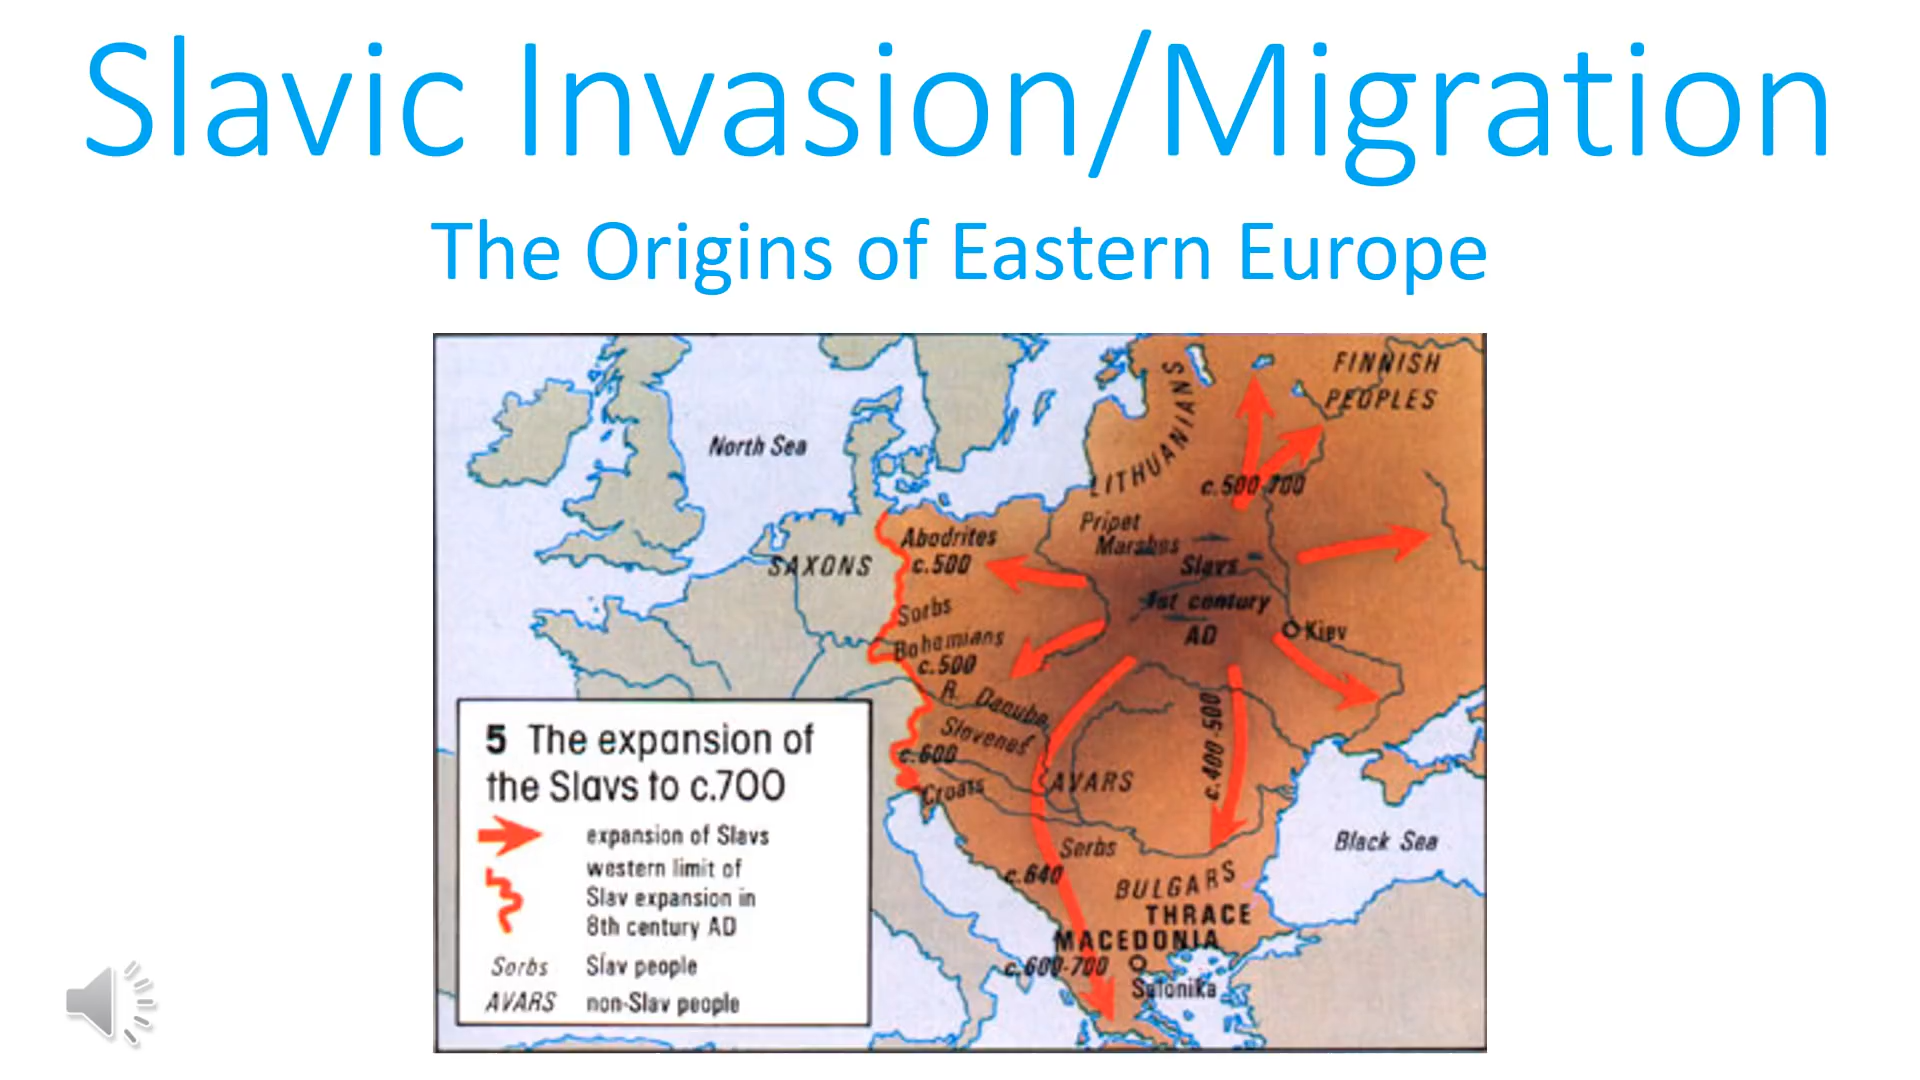 Slavic Invasion/Migration
The Origins of Eastern Europe
FINNISH
PEOPLES
LITHUANIANS
North Sea
c.500-700
Pripet
Marshes
Abodrites
c.500
SAXONS
Slavs
1st century
AD
Sorbs
Kiev
Bohemians
c.500
R. Danube
Slovenes
c.600
c.400-500
AVARS
Croats
Serbs
c.640
Black Sea
BULGARS
THRACE
MACEDONIA
c.600-700
Salonika
5 The expansion of
the Slavs to c.700
expansion of Slavs
western limit of
Slav expansion in
8th century AD
Sorbs Slav people
AVARS non-Slav people